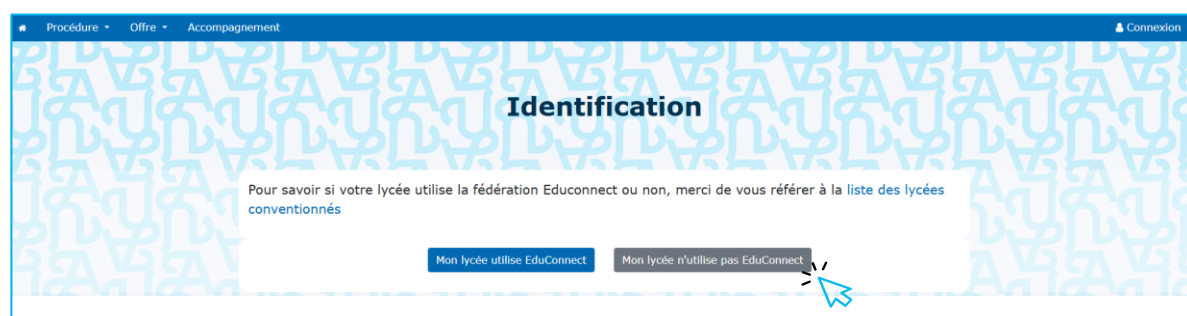 Procédure Offre Accompagnement Connexion
Identification
Pour savoir si votre lycée utilise la fédération Educonnect ou non, merci de vous référer à la liste des lycées
conventionnés
Mon lycée utilise EduConnect Mon lycée n'utilise pas EduConnect